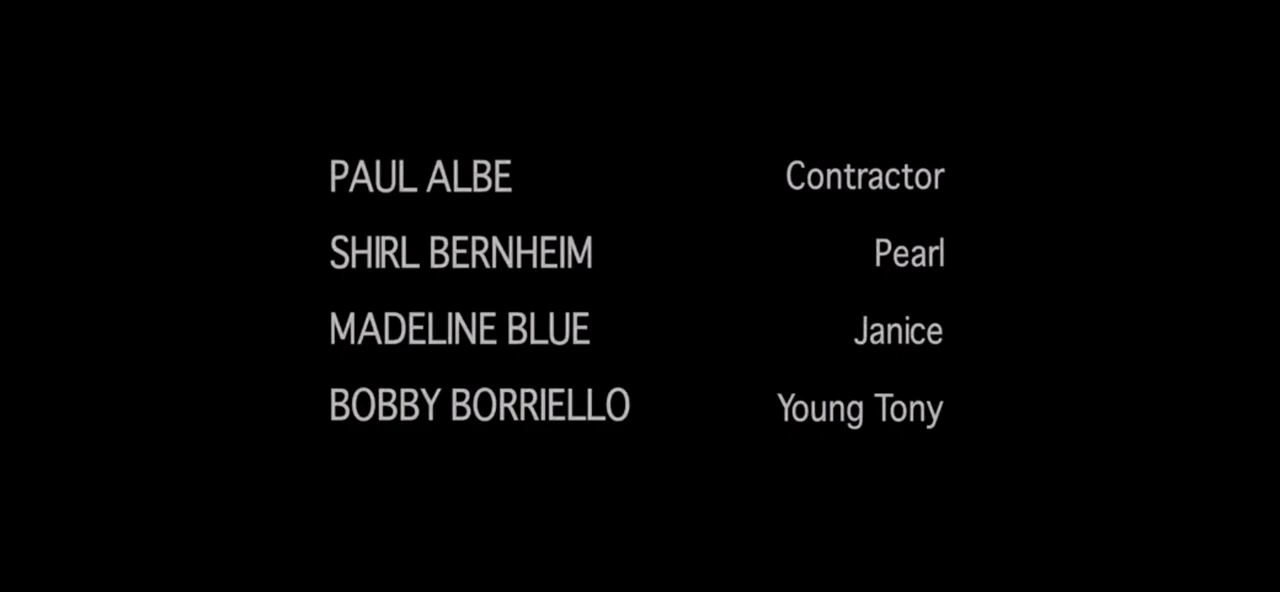 PAUL ALBE Contractor
SHIRL BERNHEIM Pearl
MADELINE BLUE Janice
BOBBY BORRIELLO Young Tony